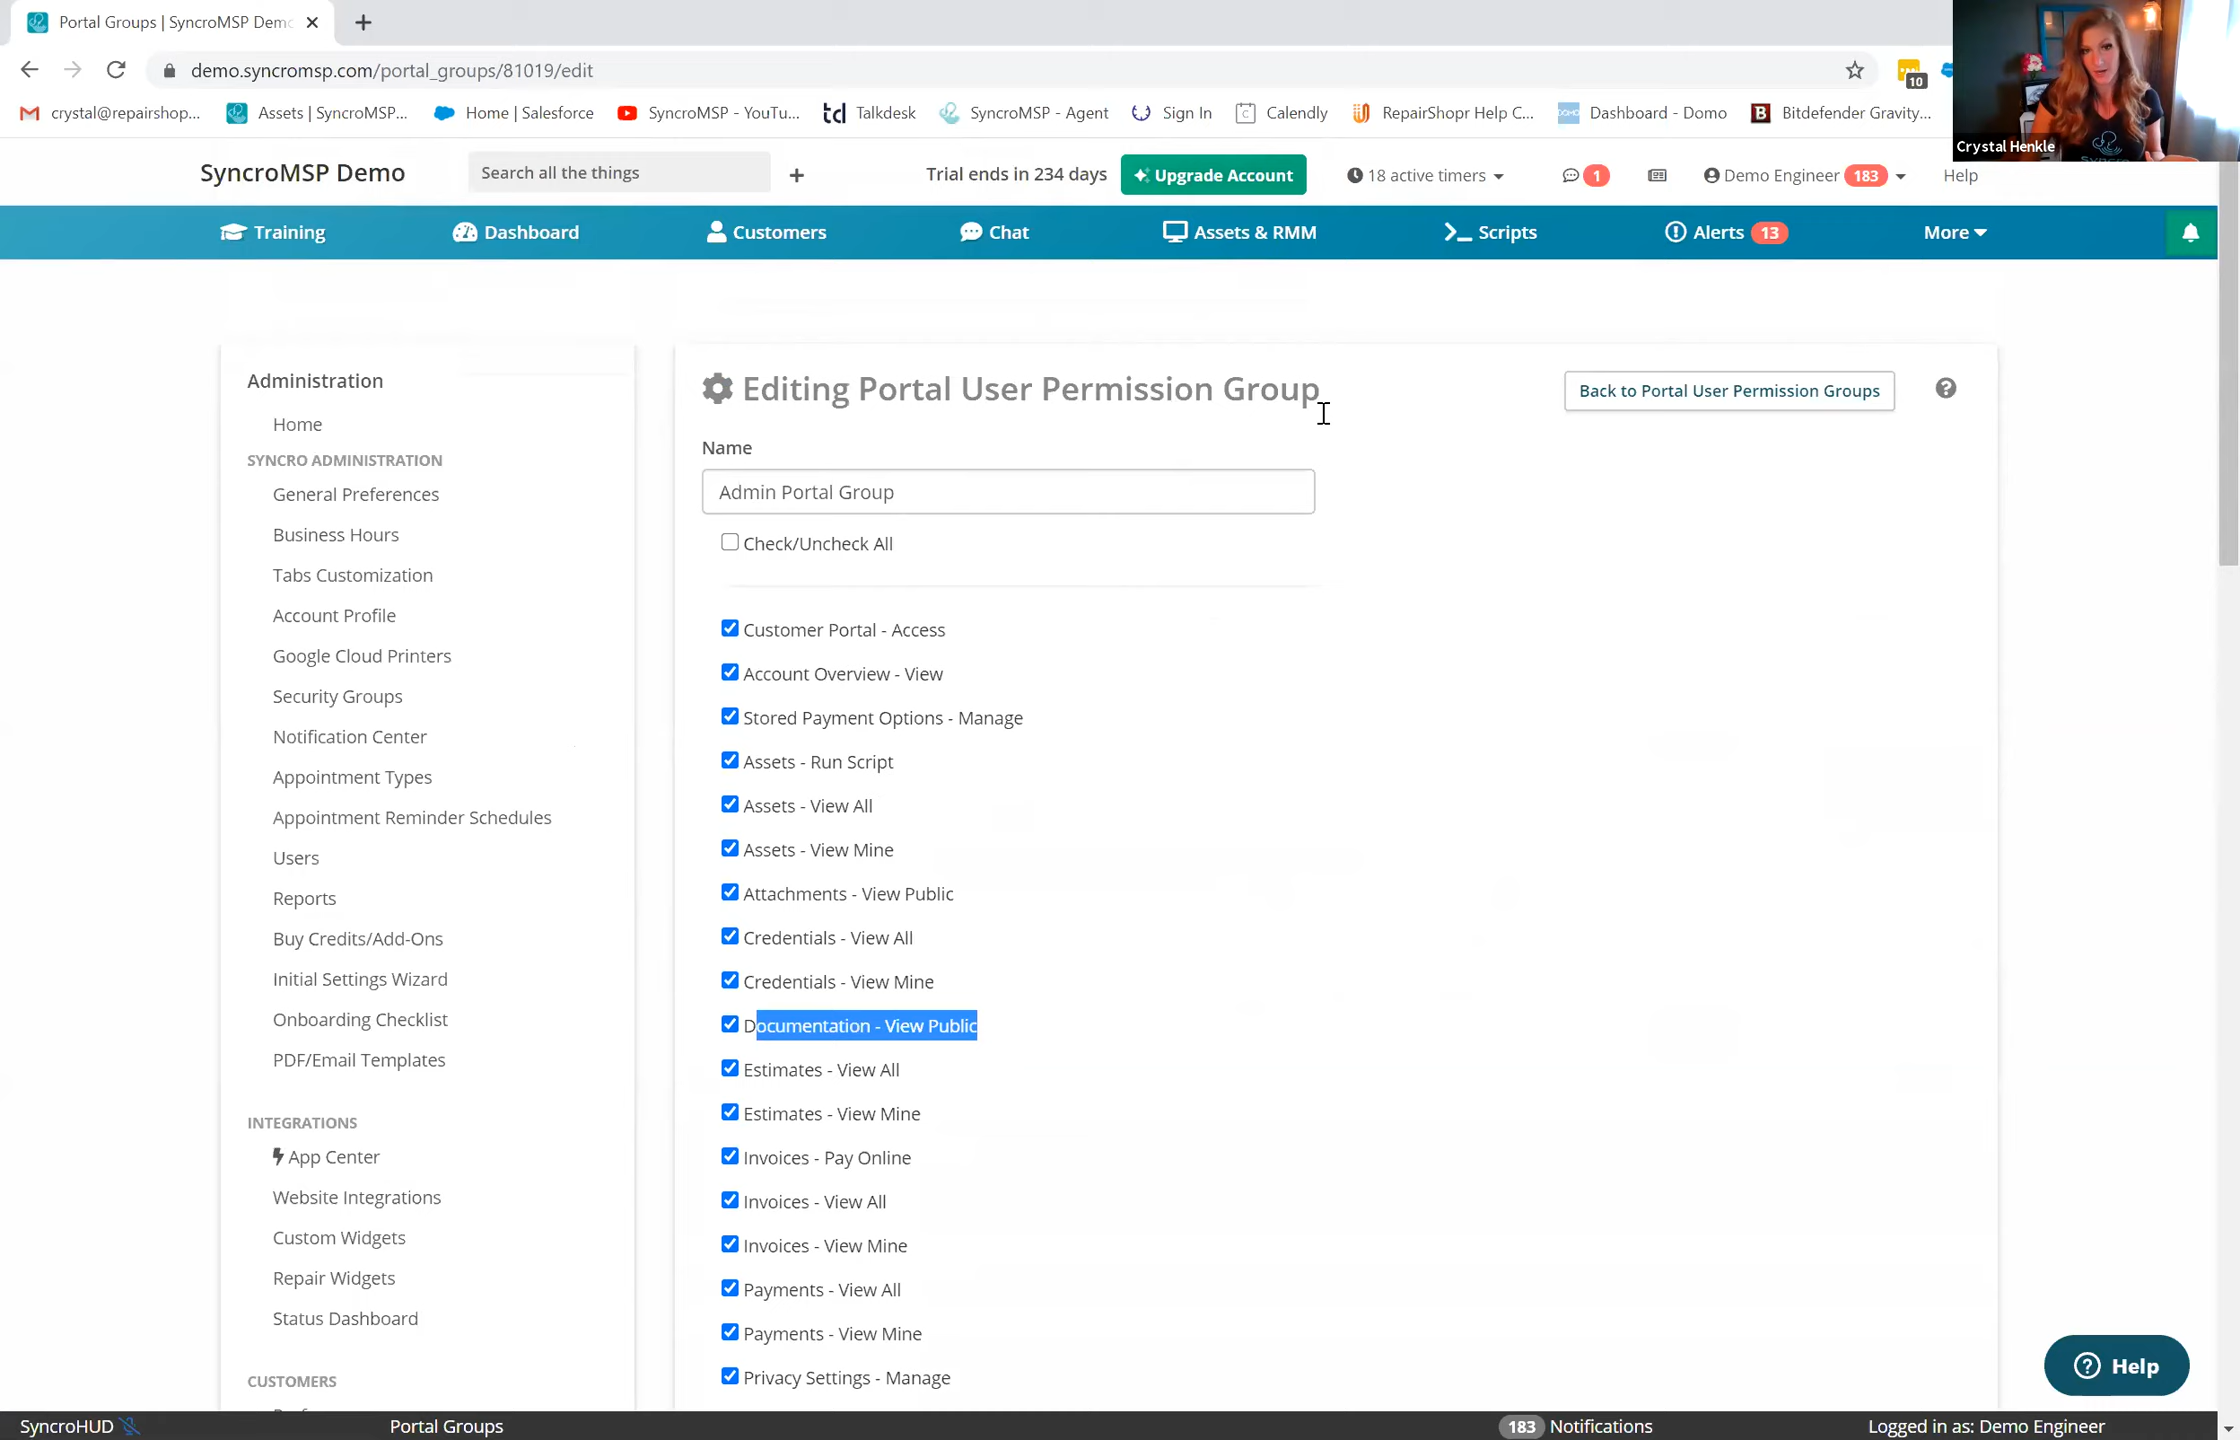 Portal Groups | SyncroMSP Dem
demo.syncromsp.com/portal_groups/81019/edit
10
crystal@repairshop... Assets | SyncroMSP... Home | Salesforce SyncroMSP - YouTu... td Talkdesk SyncroMSP - Agent Sign In Calendly RepairShopr Help C... Dashboard - Domo B Bitdefender Gravity...
Crystal Henkle
SyncroMSP Demo
Search all the things
+
Trial ends in 234 days
Upgrade Account
18 active timers
1
Demo Engineer 183
Help
Training
Dashboard
Customers
Chat
Assets & RMM
Scripts
Alerts 13
More
Administration
Home
SYNCRO ADMINISTRATION
General Preferences
Business Hours
Tabs Customization
Account Profile
Google Cloud Printers
Security Groups
Notification Center
Appointment Types
Appointment Reminder Schedules
Users
Reports
Buy Credits/Add-Ons
Initial Settings Wizard
Onboarding Checklist
PDF/Email Templates
INTEGRATIONS
App Center
Website Integrations
Custom Widgets
Repair Widgets
Status Dashboard
CUSTOMERS
Editing Portal User Permission Group
Back to Portal User Permission Groups
Name
Admin Portal Group
Check/Uncheck All
Customer Portal - Access
Account Overview - View
Stored Payment Options - Manage
Assets - Run Script
Assets - View All
Assets - View Mine
Attachments - View Public
Credentials - View All
Credentials - View Mine
Documentation - View Public
Estimates - View All
Estimates - View Mine
Invoices - Pay Online
Invoices - View All
Invoices - View Mine
Payments - View All
Payments - View Mine
Privacy Settings - Manage
Help
SyncroHUD
Portal Groups
183 Notifications
Logged in as: Demo Engineer